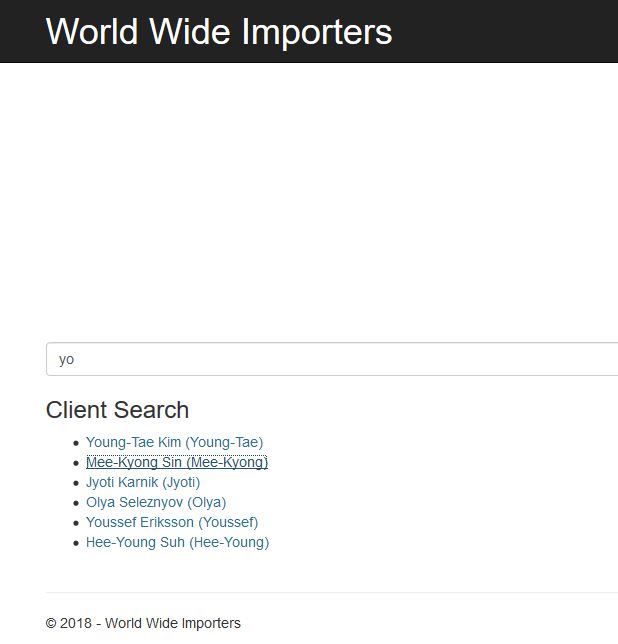 World Wide Importers
yo
Client Search
Young-Tae Kim (Young-Tae)
Mee-Kyong Sin (Mee-Kyong)
Jyoti Karnik (Jyoti)
Olya Seleznyov (Olya)
Youssef Eriksson (Youssef)
Hee-Young Suh (Hee-Young)
© 2018 - World Wide Importers